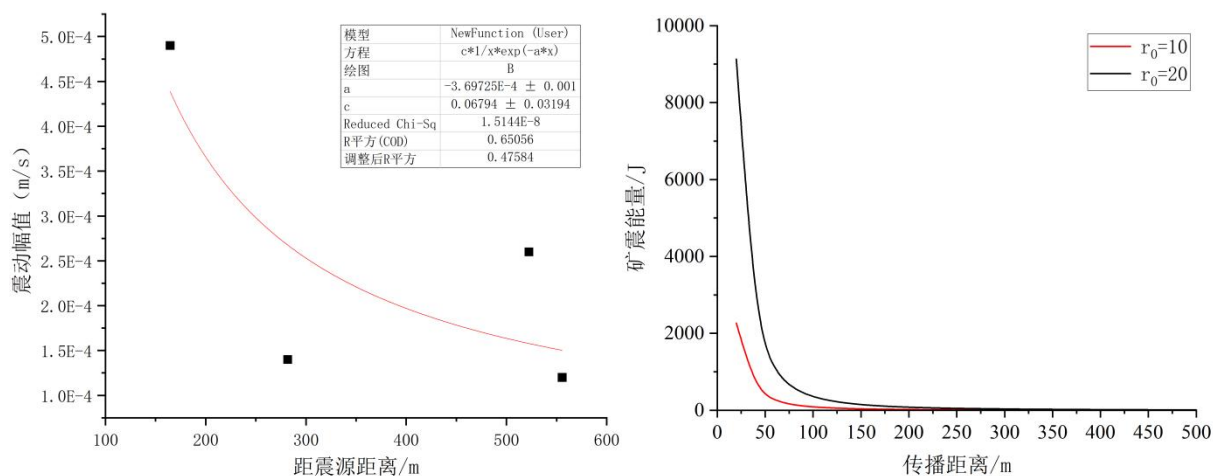 5.0E-4
4.5E-4
4.0E-4
3.5E-4
3.0E-4
2.5E-4
2.0E-4
1.5E-4
1.0E-4
震动幅值（m/s）
100 200 300 400 500 600
距震源距离/m
模型 NewFunction (User)
方程 c*1/x*exp(-a*x)
绘图 B
a -3.69725E-4 ± 0.001
c 0.06794 ± 0.03194
Reduced Chi-Sq 1.5144E-8
R平方(COD) 0.65056
调整后R平方 0.47584
10000
8000
6000
4000
2000
0
矿震能量/J
0 50 100 150 200 250 300 350 400 450 500
传播距离/m
r₀=10
r₀=20